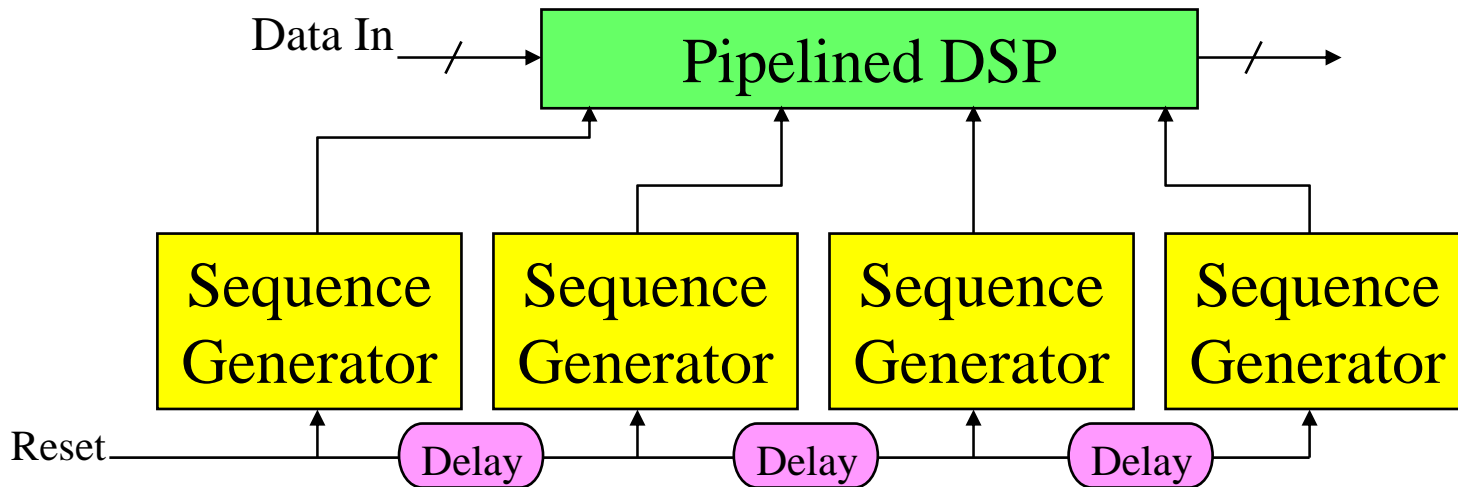 Data In
Pipelined DSP
Sequence
Generator
Sequence
Generator
Sequence
Generator
Sequence
Generator
Reset
Delay
Delay
Delay